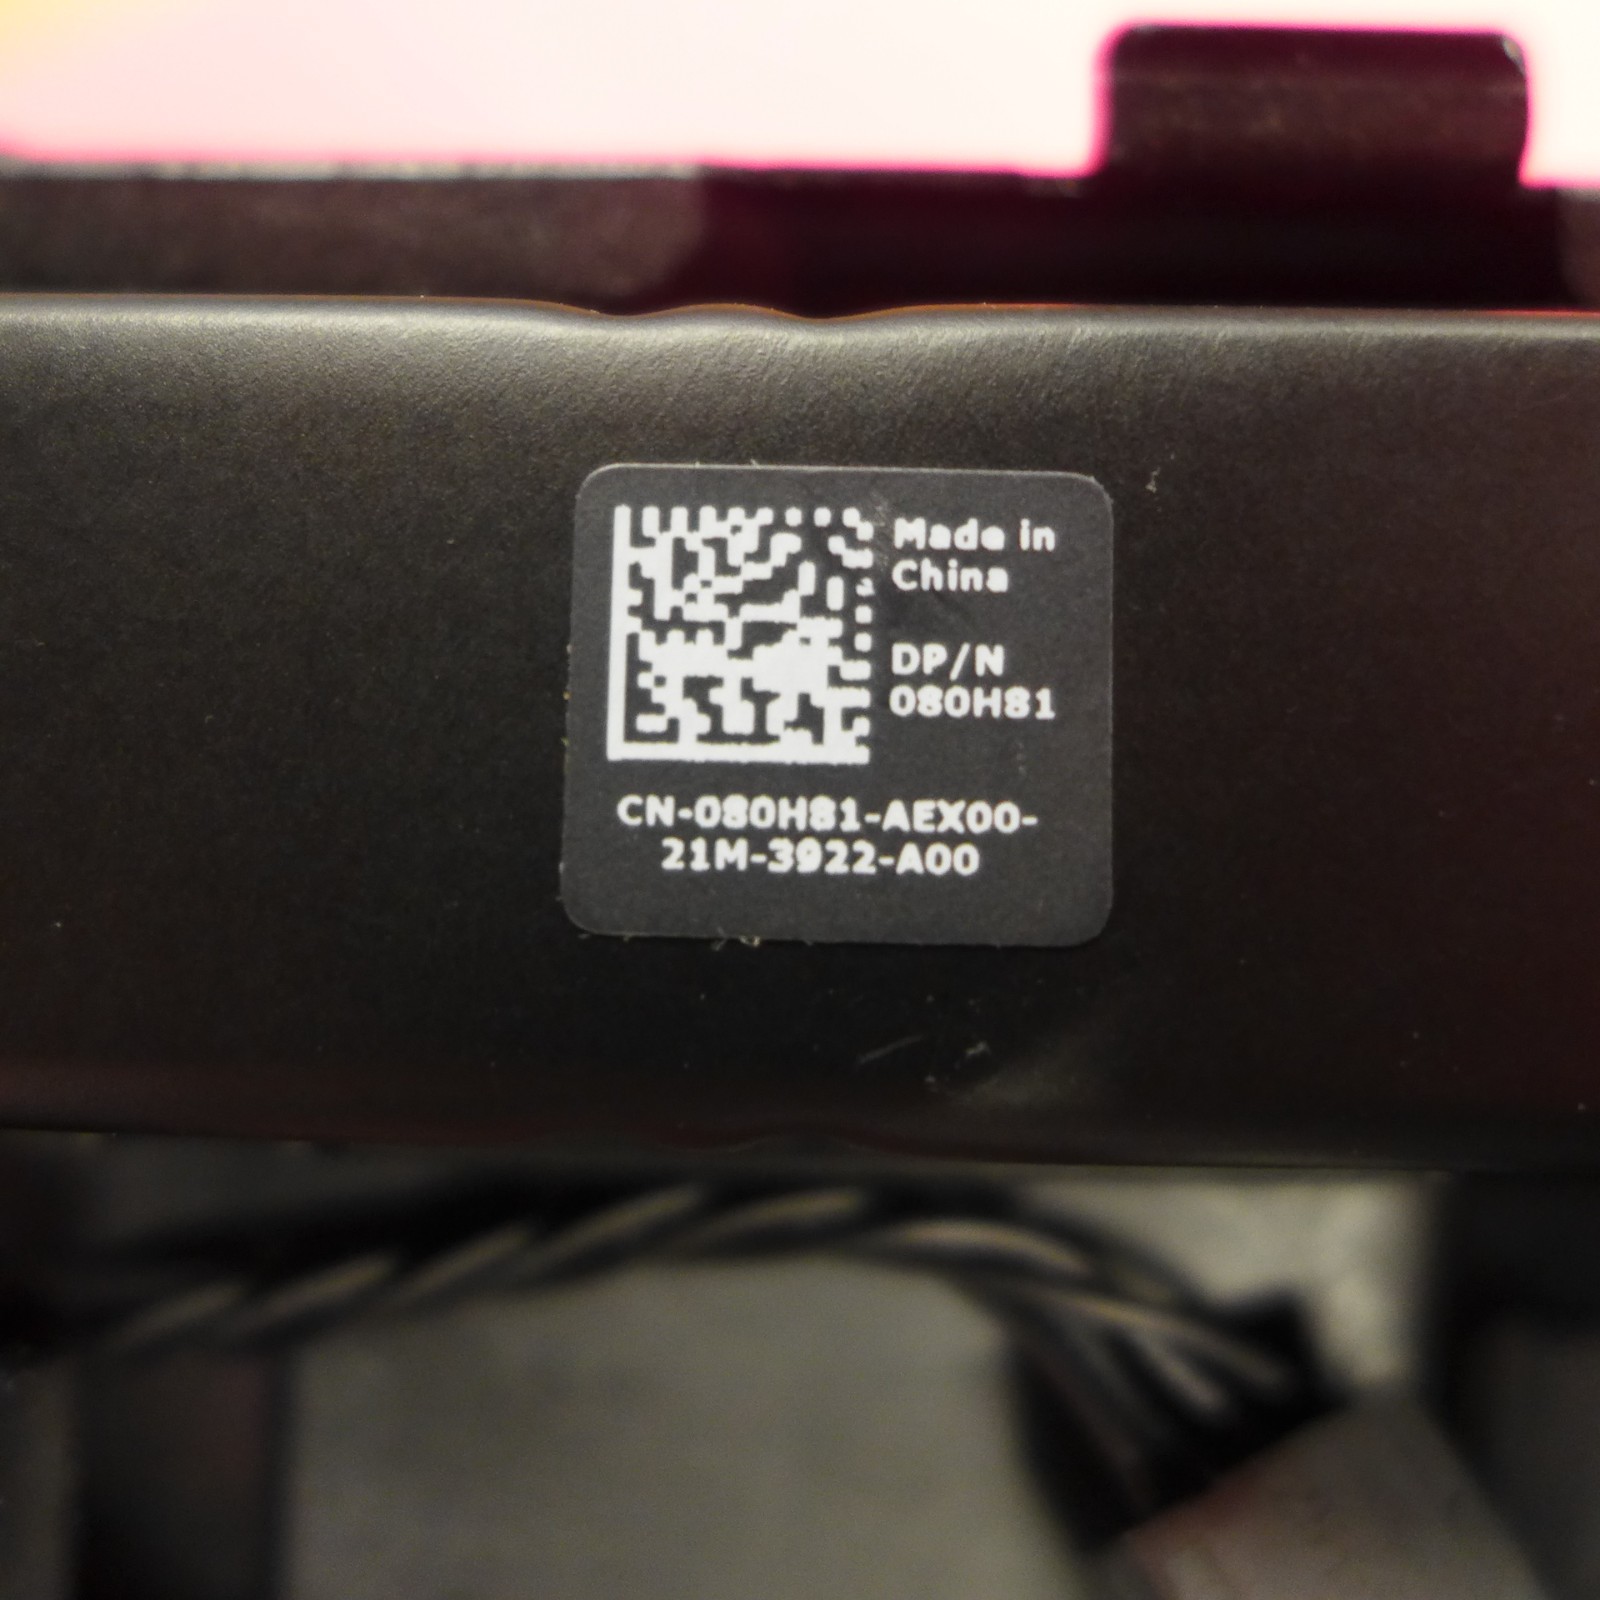 Made in
China
DP/N
080H81
CN-080H81-AEX00-
21M-3922-A00